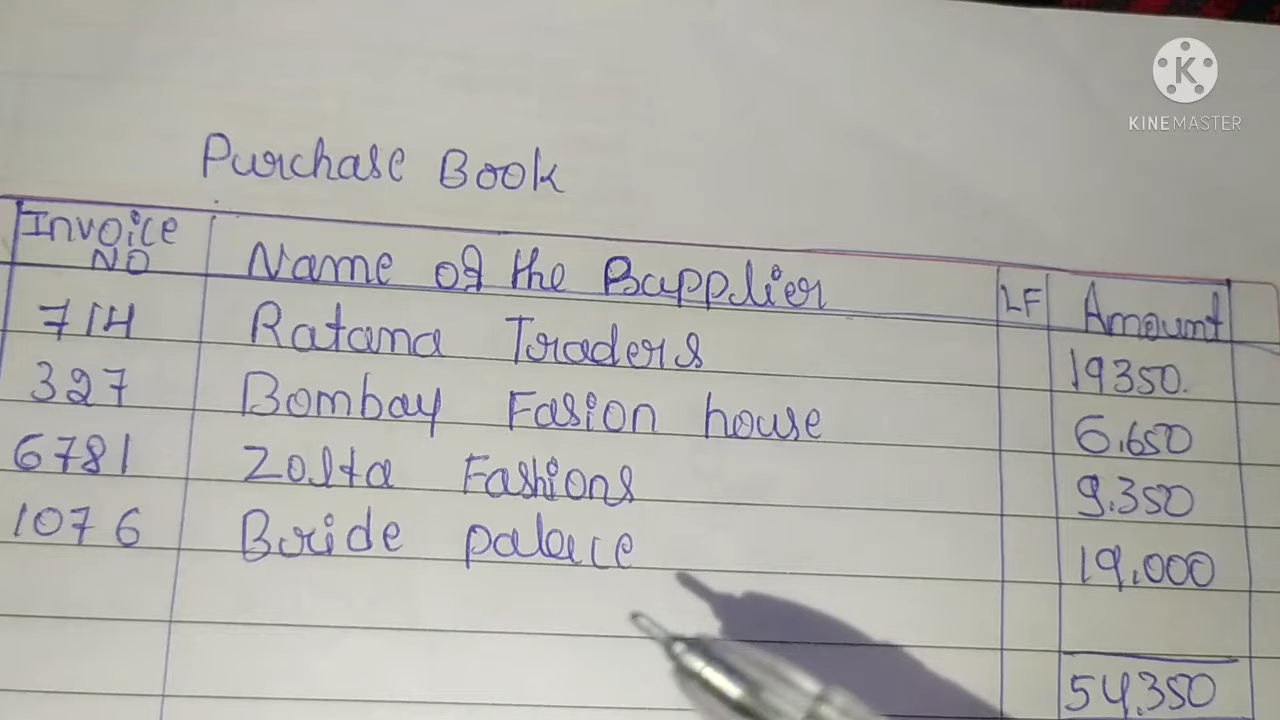 KINEMASTER
Purchase Book
Invoice NO Name of the Bupplier LF Amount
714 Ratana Traders 19350.
327 Bombay Fasion house 6.650
6781 Zolta Fashions 9.350
1076 Bride palace 19.000
54.350